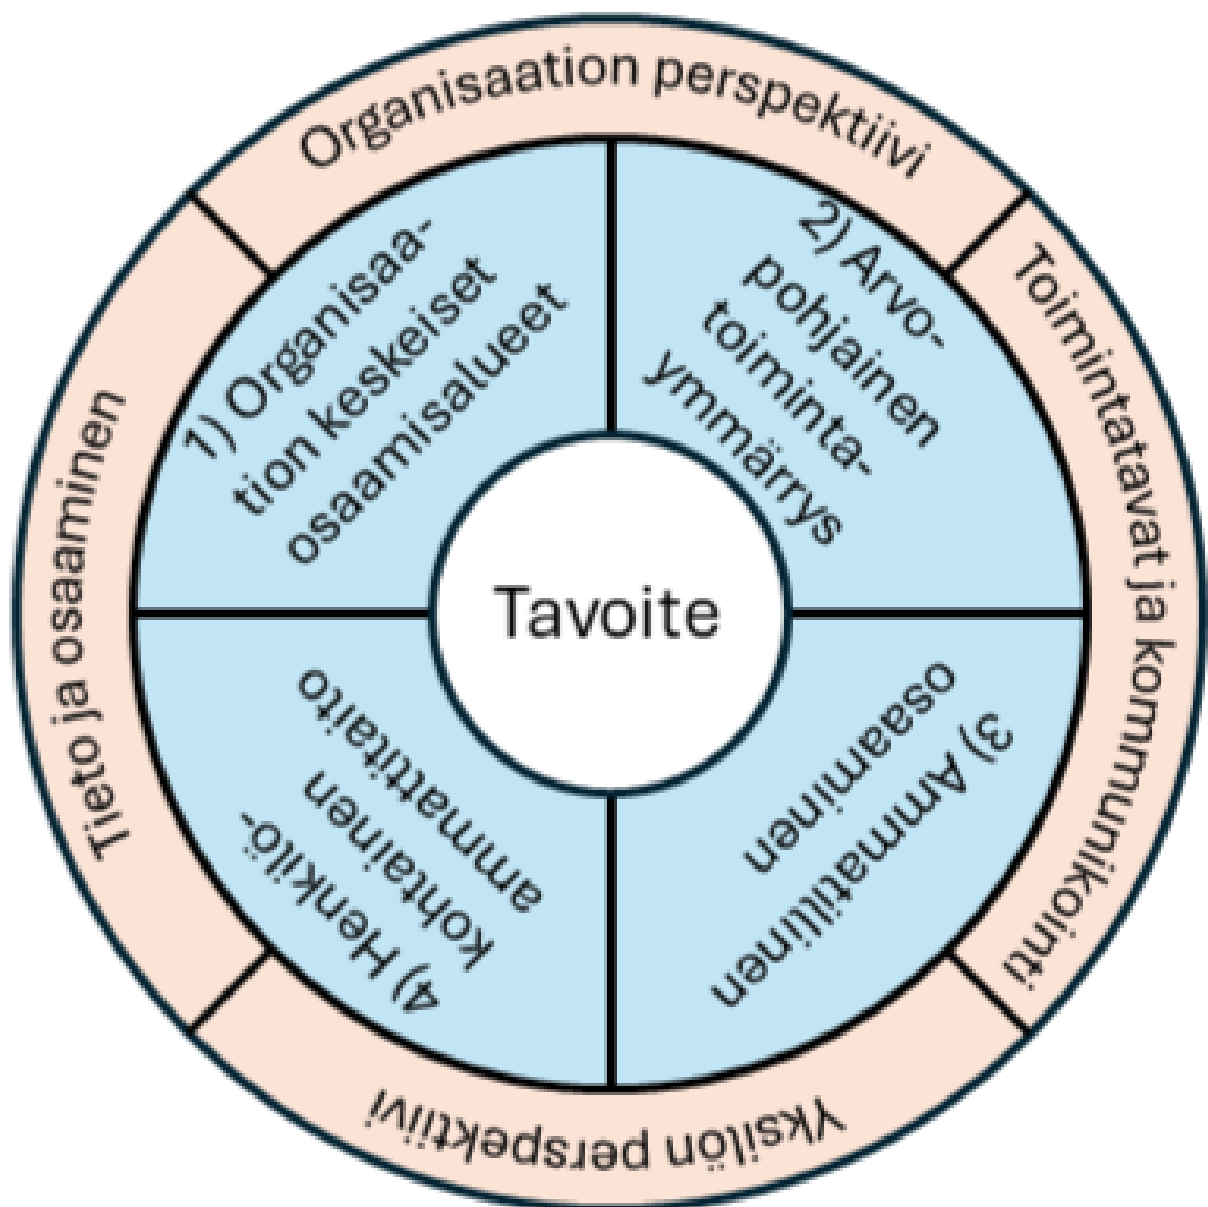 Organisaation perspektiivi
Toimintatavat ja kommunikointi
Yksilön perspektiivi
Tieto ja osaaminen
1) Organisaa-
tion keskeiset
osaamisalueet
2) Arvo-
pohjainen
toiminta-
ymmärrys
3) Ammatillinen
osaaminen
4) Henkilö-
kohtainen
ammattitaito
Tavoite